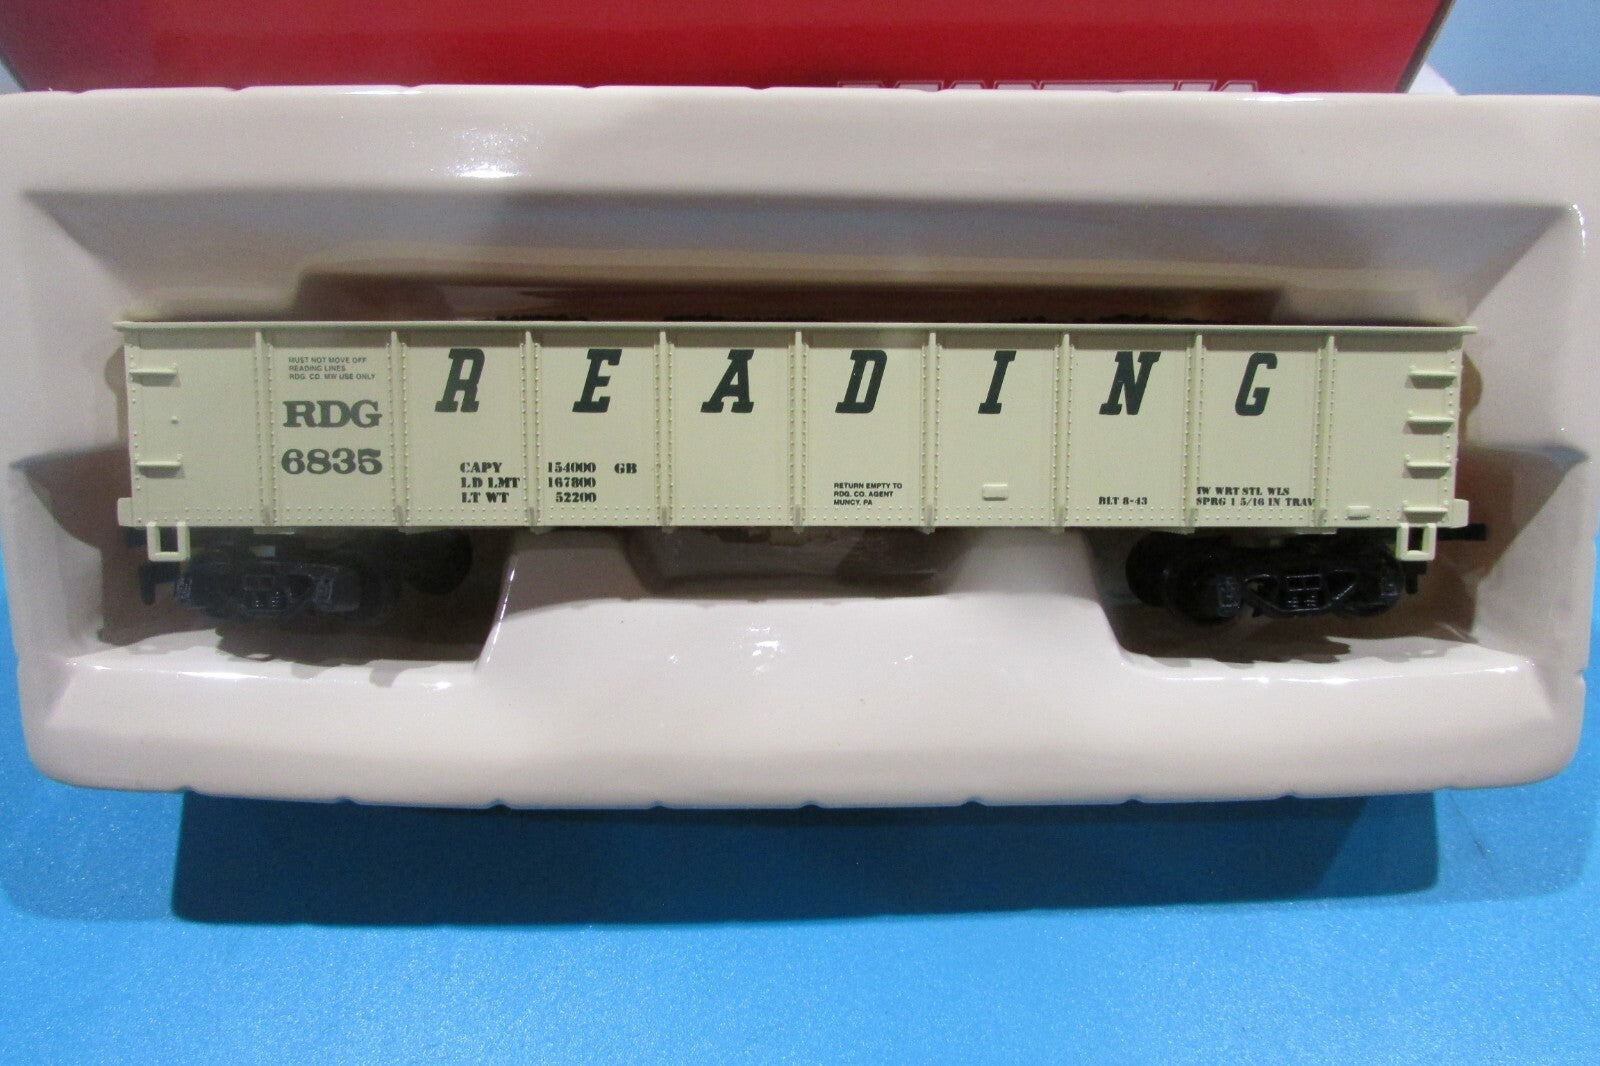 MUST NOT MOVE OFF
READING LINES
RDG. CO. MW USE ONLY
RDG
6835
READING
CAPY 154000 GB
LD LMT 167800
LT WT 52200
RETURN EMPTY TO
RDG. CO. AGENT
MUNCY, PA
BLT 8-43
1W WRT STL WLS
SPRG 1 5/16 IN TRAV